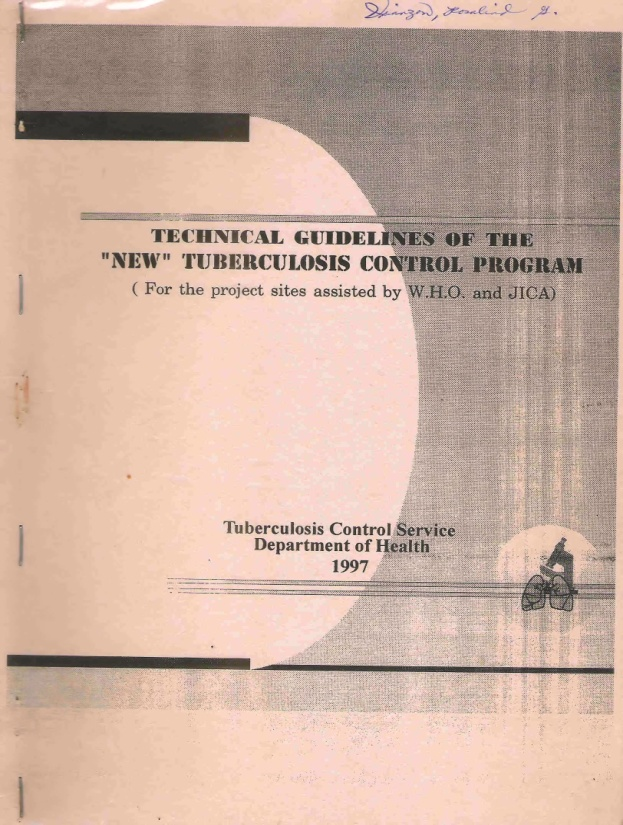 TECHNICAL GUIDELINES OF THE
"NEW" TUBERCULOSIS CONTROL PROGRAM
( For the project sites assisted by W.H.O. and JICA)
Tuberculosis Control Service
Department of Health
1997